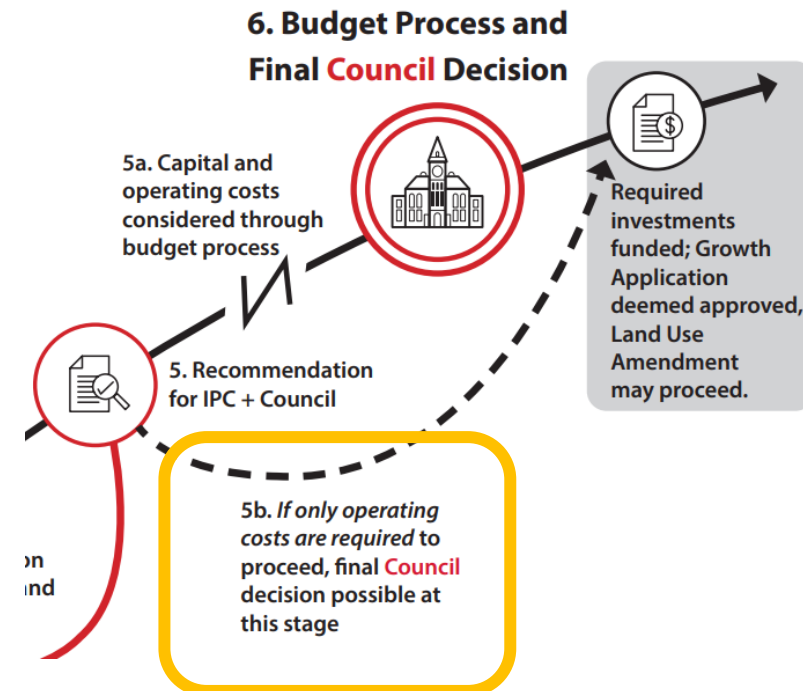 6. Budget Process and
Final Council Decision
5a. Capital and
operating costs
considered through
budget process
$
Required
investments
funded; Growth
Application
deemed approved,
Land Use
Amendment
may proceed.
5. Recommendation
for IPC + Council
5b. If only operating
costs are required to
proceed, final Council
decision possible at
this stage